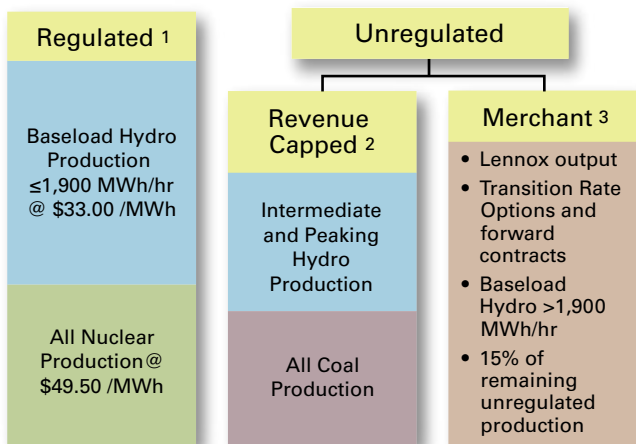 Regulated 1
Baseload Hydro
Production
≤1,900 MWh/hr
@ $33.00 /MWh
All Nuclear
Production@
$49.50 /MWh
Unregulated
Revenue
Capped 2
Intermediate
and Peaking
Hydro
Production
All Coal
Production
Merchant 3
• Lennox output
• Transition Rate
Options and
forward
contracts
• Baseload
Hydro >1,900
MWh/hr
• 15% of
remaining
unregulated
production